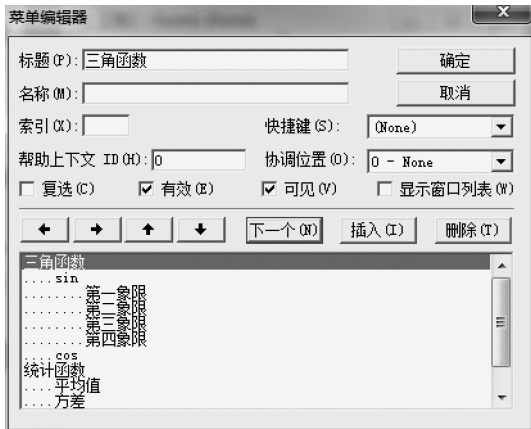 菜单编辑器
标题(P): 三角函数 确定
名称(M): 取消
索引(X): 快捷键(S): (None)
帮助上下文 ID(H): 0 协调位置(O): 0 - None
复选(C) 有效(E) 可见(V) 显示窗口列表(W)
下一个(N) 插入(I) 删除(T)
三角函数
....sin
........第一象限
........第二象限
........第三象限
........第四象限
....cos
统计函数
....平均值
....方差